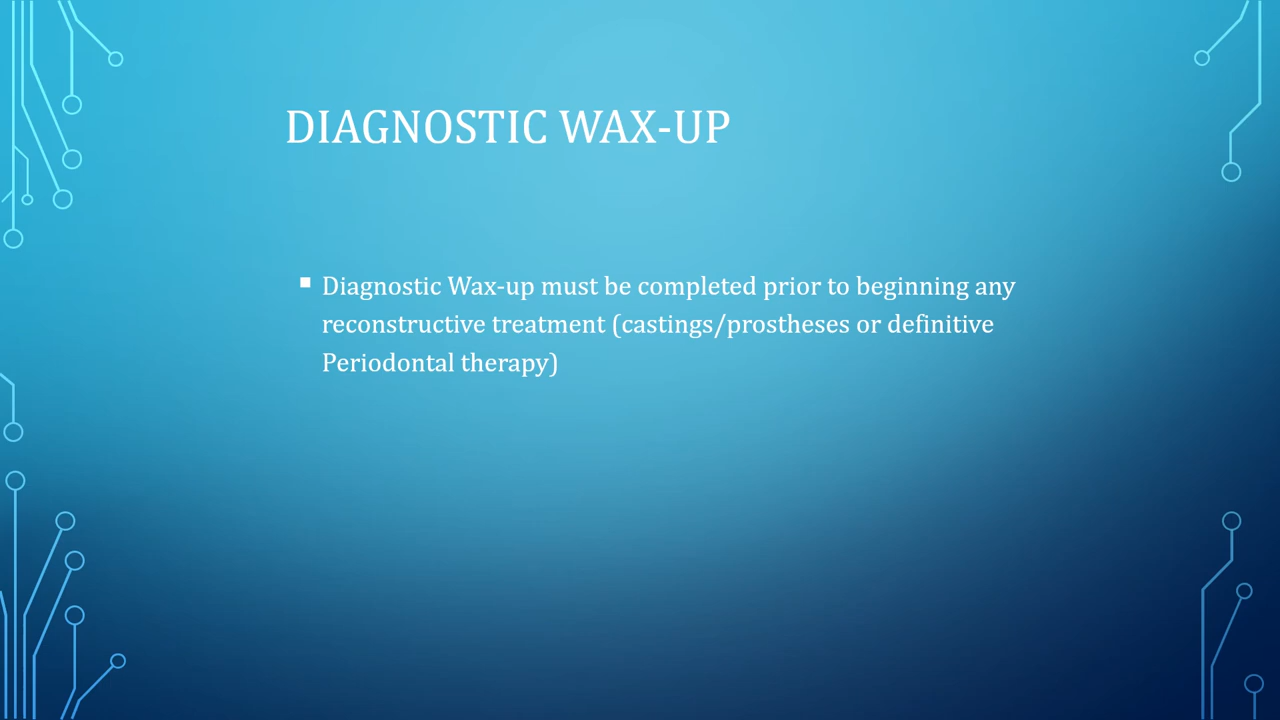 DIAGNOSTIC WAX-UP
Diagnostic Wax-up must be completed prior to beginning any
reconstructive treatment (castings/prostheses or definitive
Periodontal therapy)